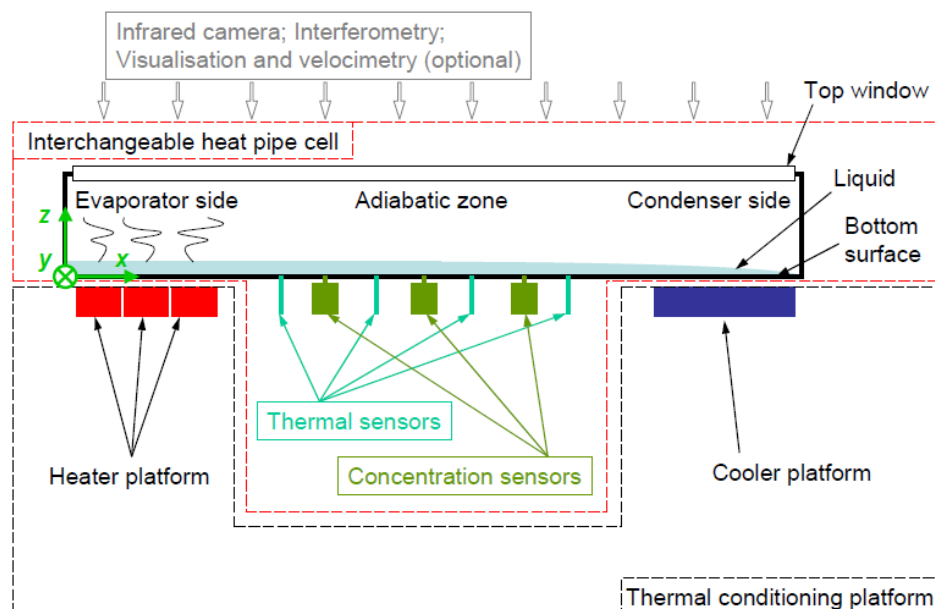 Infrared camera; Interferometry;
Visualisation and velocimetry (optional)
Top window
Interchangeable heat pipe cell
Evaporator side
Adiabatic zone
Condenser side
Liquid
Bottom
surface
z
y
x
Thermal sensors
Heater platform
Concentration sensors
Cooler platform
Thermal conditioning platform